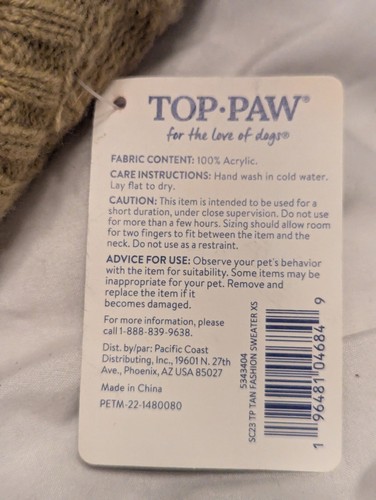 TOP·PAW®
for the love of dogs®
FABRIC CONTENT: 100% Acrylic.
CARE INSTRUCTIONS: Hand wash in cold water.
Lay flat to dry.
CAUTION: This item is intended to be used for a
short duration, under close supervision. Do not use
for more than a few hours. Sizing should allow room
for two fingers to fit between the item and the
neck. Do not use as a restraint.
ADVICE FOR USE: Observe your pet's behavior
with the item for suitability. Some items may be
inappropriate for your pet. Remove and
replace the item if it
becomes damaged.
For more information, please
call 1-888-839-9638.
Dist. by/par: Pacific Coast
Distributing, Inc., 19601 N. 27th
Ave., Phoenix, AZ USA 85027
Made in China
PETM-22-1480080
5343404
SC23 TP TAN FASHION SWEATER XS
1 96481 04684 9